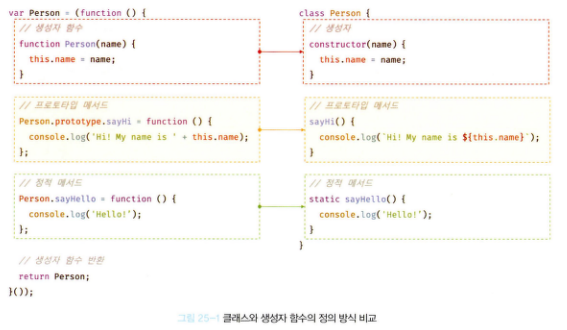 var Person = (function () {
// 생성자 함수
function Person(name) {
this.name = name;
}
// 프로토타입 메서드
Person.prototype.sayHi = function () {
console.log('Hi! My name is ' + this.name);
};
// 정적 메서드
Person.sayHello = function () {
console.log('Hello!');
};
// 생성자 함수 반환
return Person;
}());
class Person {
// 생성자
constructor(name) {
this.name = name;
}
// 프로토타입 메서드
sayHi() {
console.log(`Hi! My name is ${this.name}`);
}
// 정적 메서드
static sayHello() {
console.log('Hello!');
}
}
그림 25-1 클래스와 생성자 함수의 정의 방식 비교